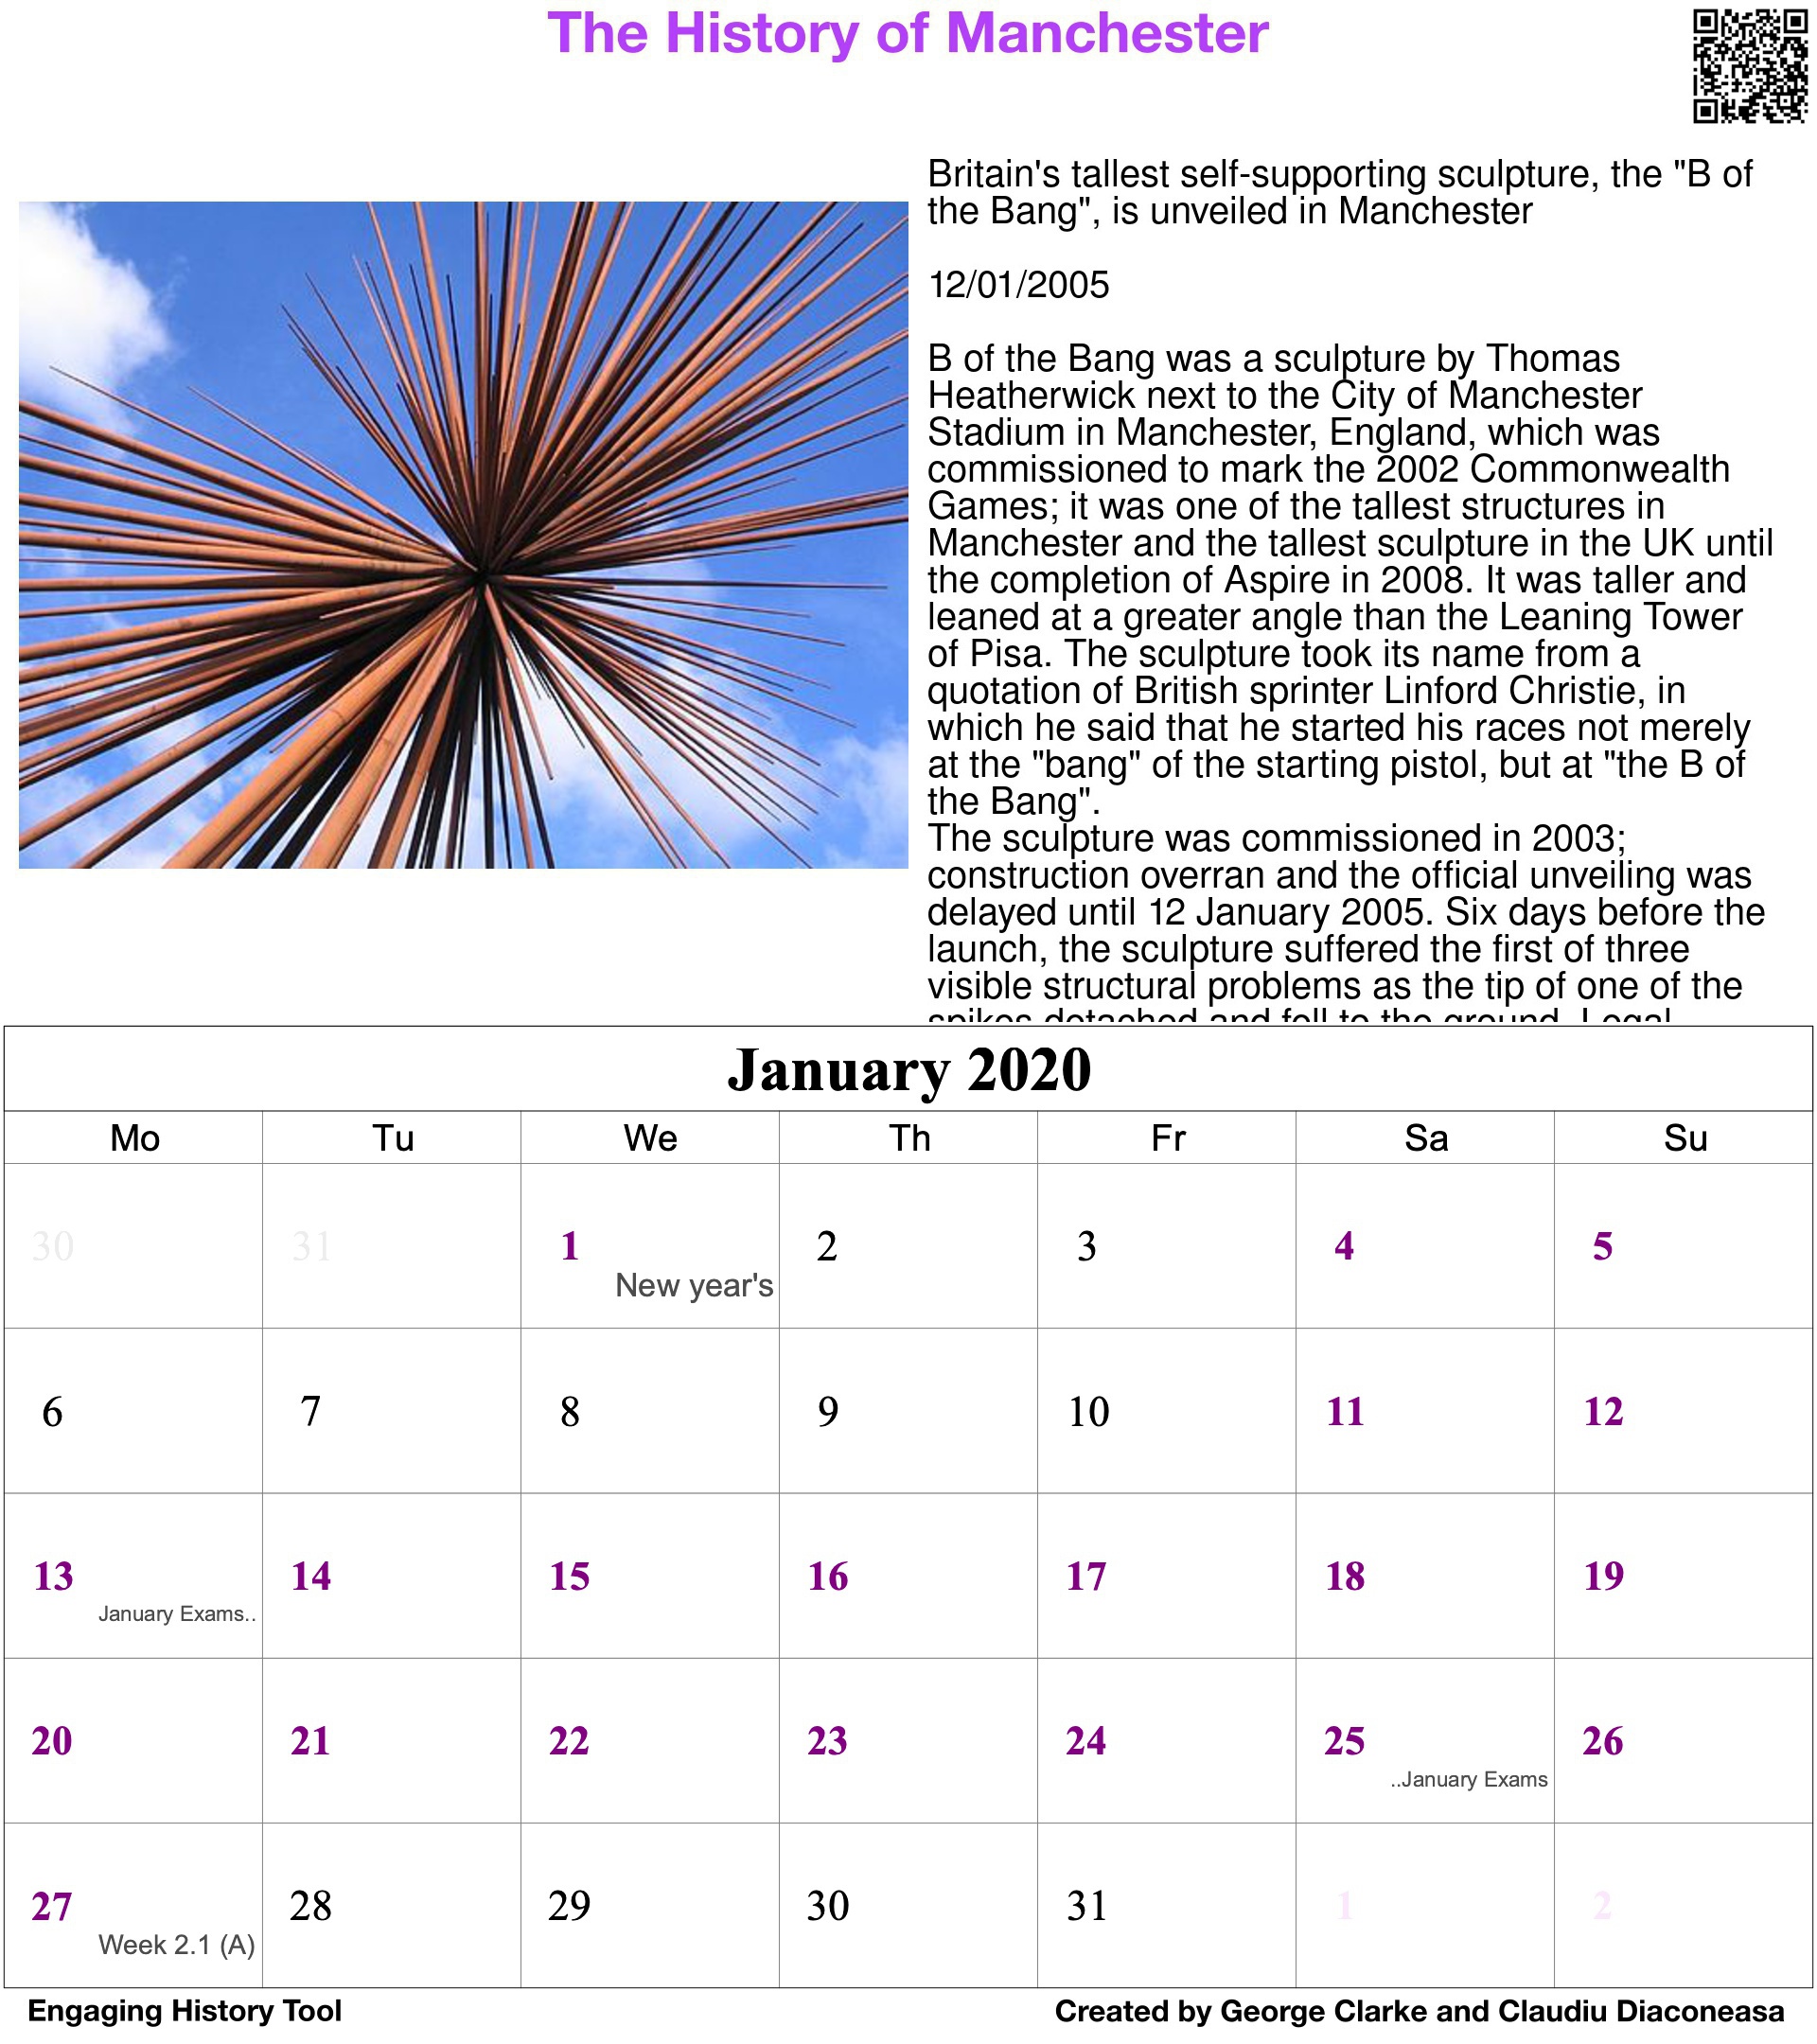 The History of Manchester
Britain's tallest self-supporting sculpture, the "B of
the Bang", is unveiled in Manchester
12/01/2005
B of the Bang was a sculpture by Thomas
Heatherwick next to the City of Manchester
Stadium in Manchester, England, which was
commissioned to mark the 2002 Commonwealth
Games; it was one of the tallest structures in
Manchester and the tallest sculpture in the UK until
the completion of Aspire in 2008. It was taller and
leaned at a greater angle than the Leaning Tower
of Pisa. The sculpture took its name from a
quotation of British sprinter Linford Christie, in
which he said that he started his races not merely
at the "bang" of the starting pistol, but at "the B of
the Bang".
The sculpture was commissioned in 2003;
construction overran and the official unveiling was
delayed until 12 January 2005. Six days before the
launch, the sculpture suffered the first of three
visible structural problems as the tip of one of the
spikes detached and fell to the ground. Legal
January 2020
Mo Tu We Th Fr Sa Su
30 31 1 2 3 4 5
New year's
6 7 8 9 10 11 12
13 14 15 16 17 18 19
January Exams..
20 21 22 23 24 25 26
..January Exams
27 28 29 30 31 1 2
Week 2.1 (A)
Engaging History Tool
Created by George Clarke and Claudiu Diaconeasa